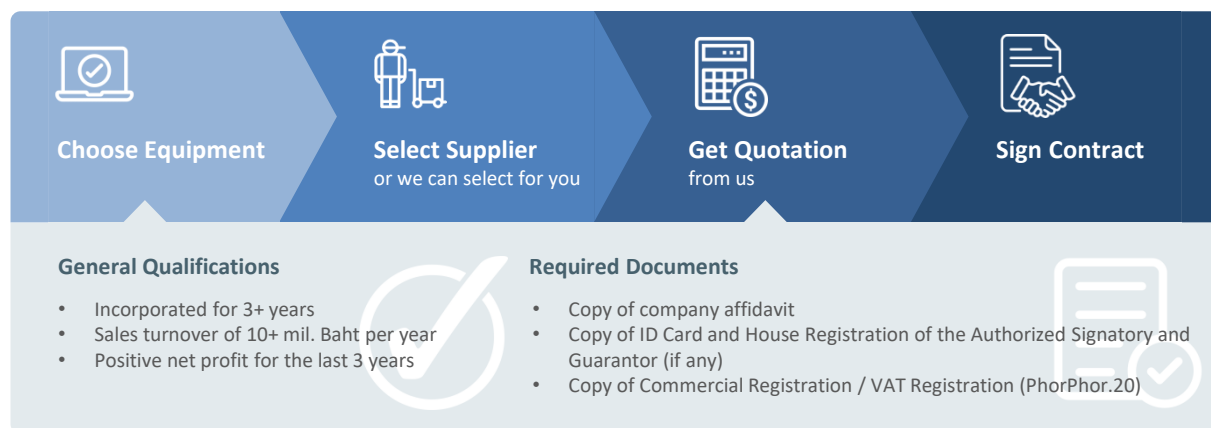 Choose Equipment
Select Supplier
or we can select for you
Get Quotation
from us
Sign Contract
General Qualifications
• Incorporated for 3+ years
• Sales turnover of 10+ mil. Baht per year
• Positive net profit for the last 3 years
Required Documents
• Copy of company affidavit
• Copy of ID Card and House Registration of the Authorized Signatory and
Guarantor (if any)
• Copy of Commercial Registration / VAT Registration (PhorPhor.20)